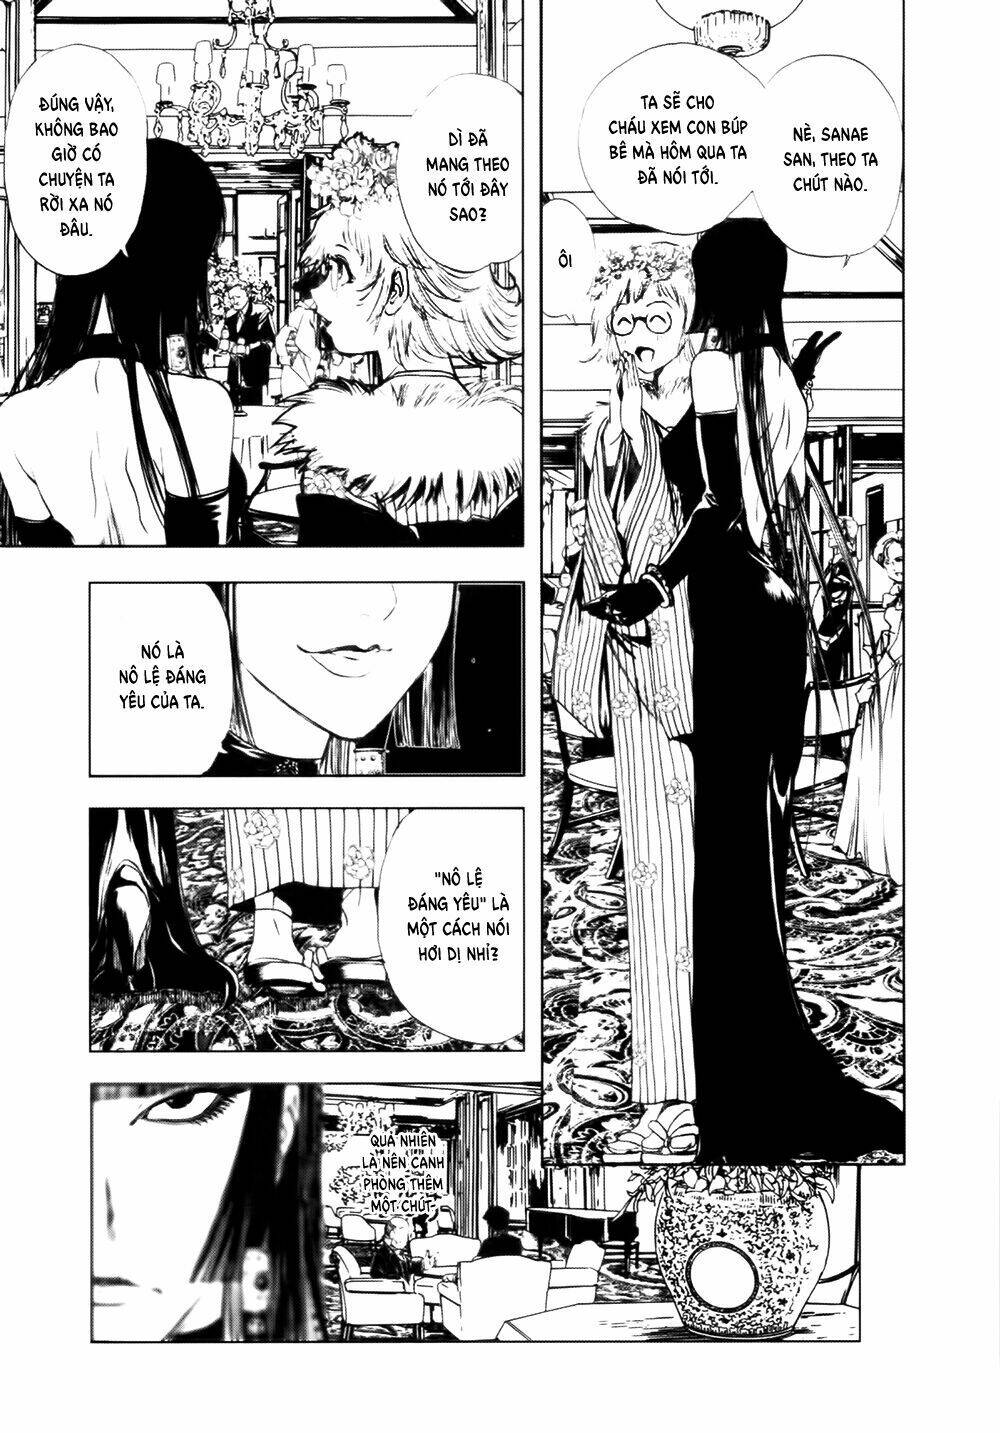 NÈ, SANAE
SAN, THEO TA
CHÚT NÀO.
TA SẼ CHO
CHÁU XEM CON BÚP
BÊ MÀ HÔM QUA TA
ĐÃ NÓI TỚI.
ÔI
DÌ ĐÃ
MANG THEO
NÓ TỚI ĐÂY
SAO?
ĐÚNG VẬY,
KHÔNG BAO
GIỜ CÓ
CHUYỆN TA
RỜI XA NÓ
ĐÂU.
NÓ LÀ
NÔ LỆ ĐÁNG
YÊU CỦA TA.
"NÔ LỆ
ĐÁNG YÊU" LÀ
MỘT CÁCH NÓI
HƠI DỊ NHỈ?
QUẢ NHIÊN
LÀ NÊN CẢNH
PHÒNG THÊM
MỘT CHÚT